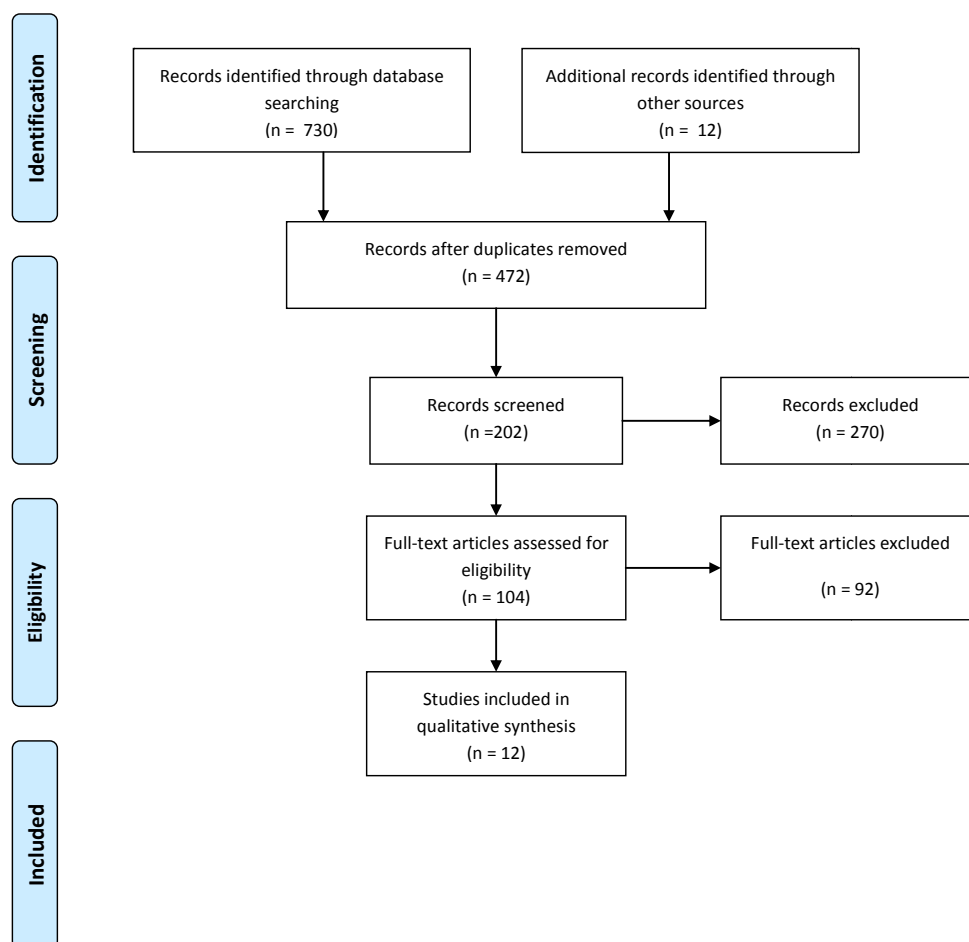 Identification
Records identified through database
searching
(n = 730)
Additional records identified through
other sources
(n = 12)
Records after duplicates removed
(n = 472)
Screening
Records screened
(n =202)
Records excluded
(n = 270)
Eligibility
Full-text articles assessed for
eligibility
(n = 104)
Full-text articles excluded
(n = 92)
Studies included in
qualitative synthesis
(n = 12)
Included